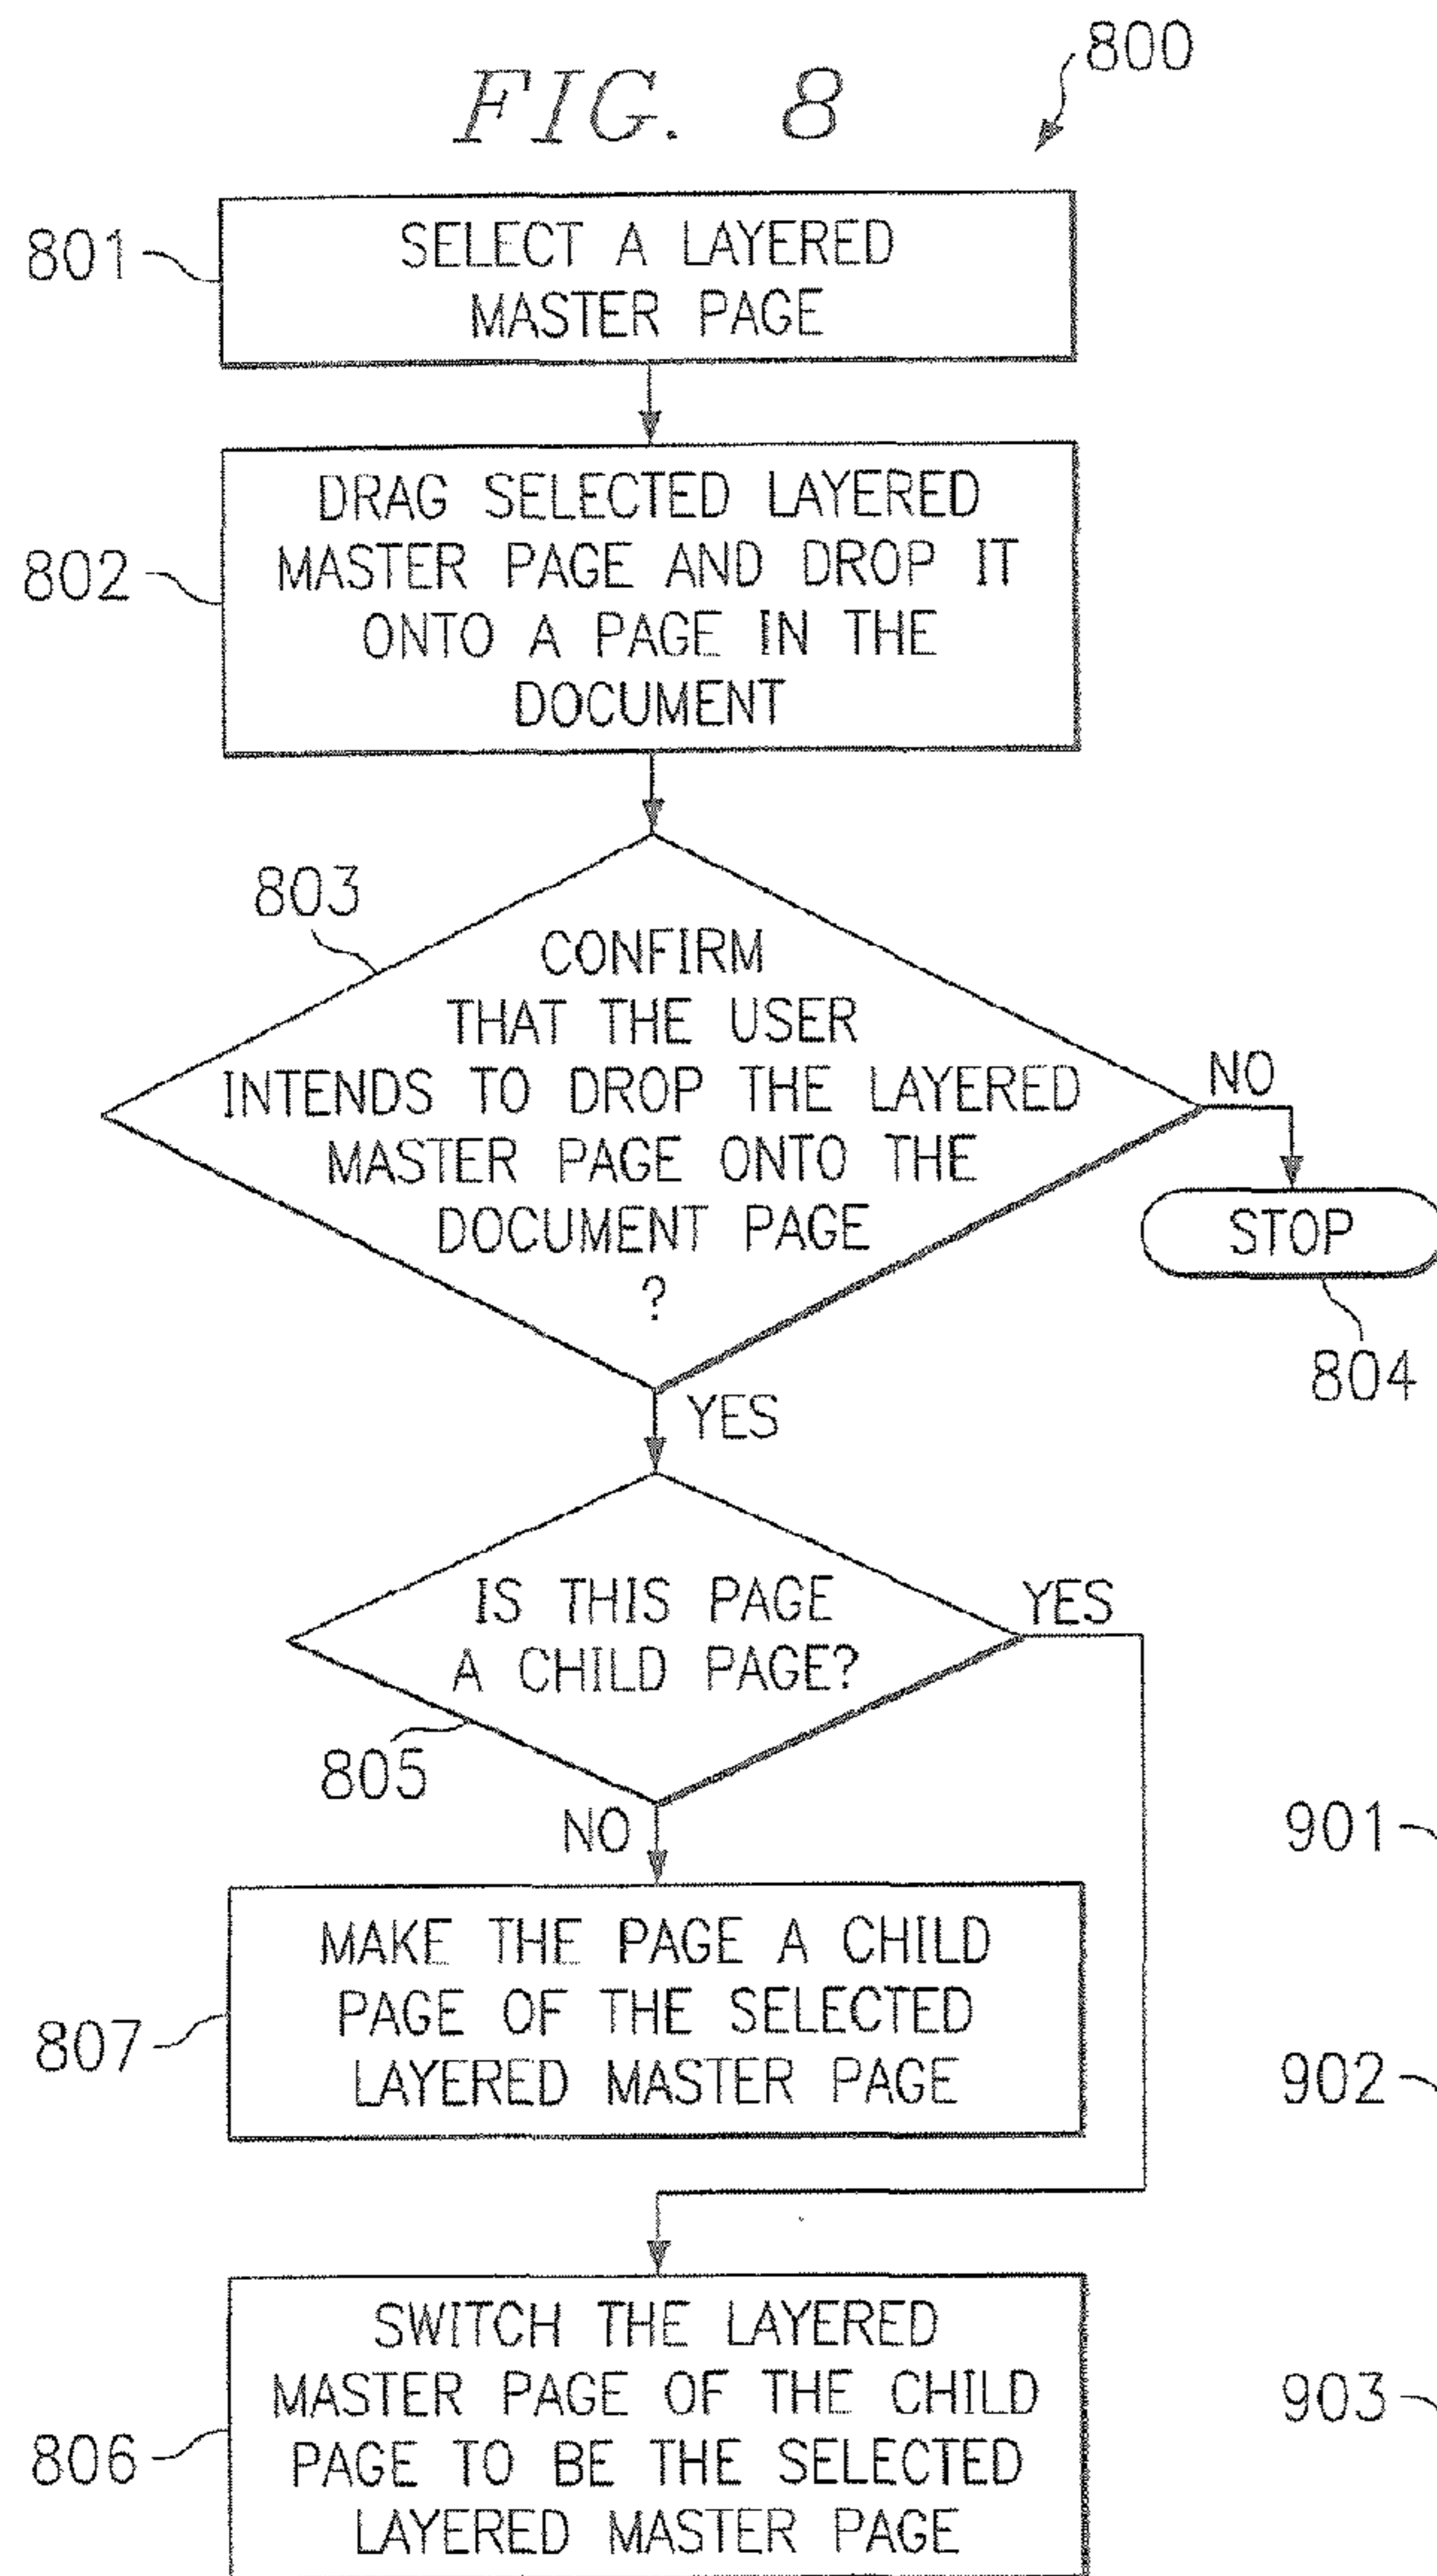 800
FIG. 8
801
SELECT A LAYERED
MASTER PAGE
802
DRAG SELECTED LAYERED
MASTER PAGE AND DROP IT
ONTO A PAGE IN THE
DOCUMENT
803
CONFIRM
THAT THE USER
INTENDS TO DROP THE LAYERED
MASTER PAGE ONTO THE
DOCUMENT PAGE
?
NO
STOP
804
YES
IS THIS PAGE
A CHILD PAGE?
YES
805
NO
901
MAKE THE PAGE A CHILD
PAGE OF THE SELECTED
LAYERED MASTER PAGE
807
902
SWITCH THE LAYERED
MASTER PAGE OF THE CHILD
PAGE TO BE THE SELECTED
LAYERED MASTER PAGE
806
903